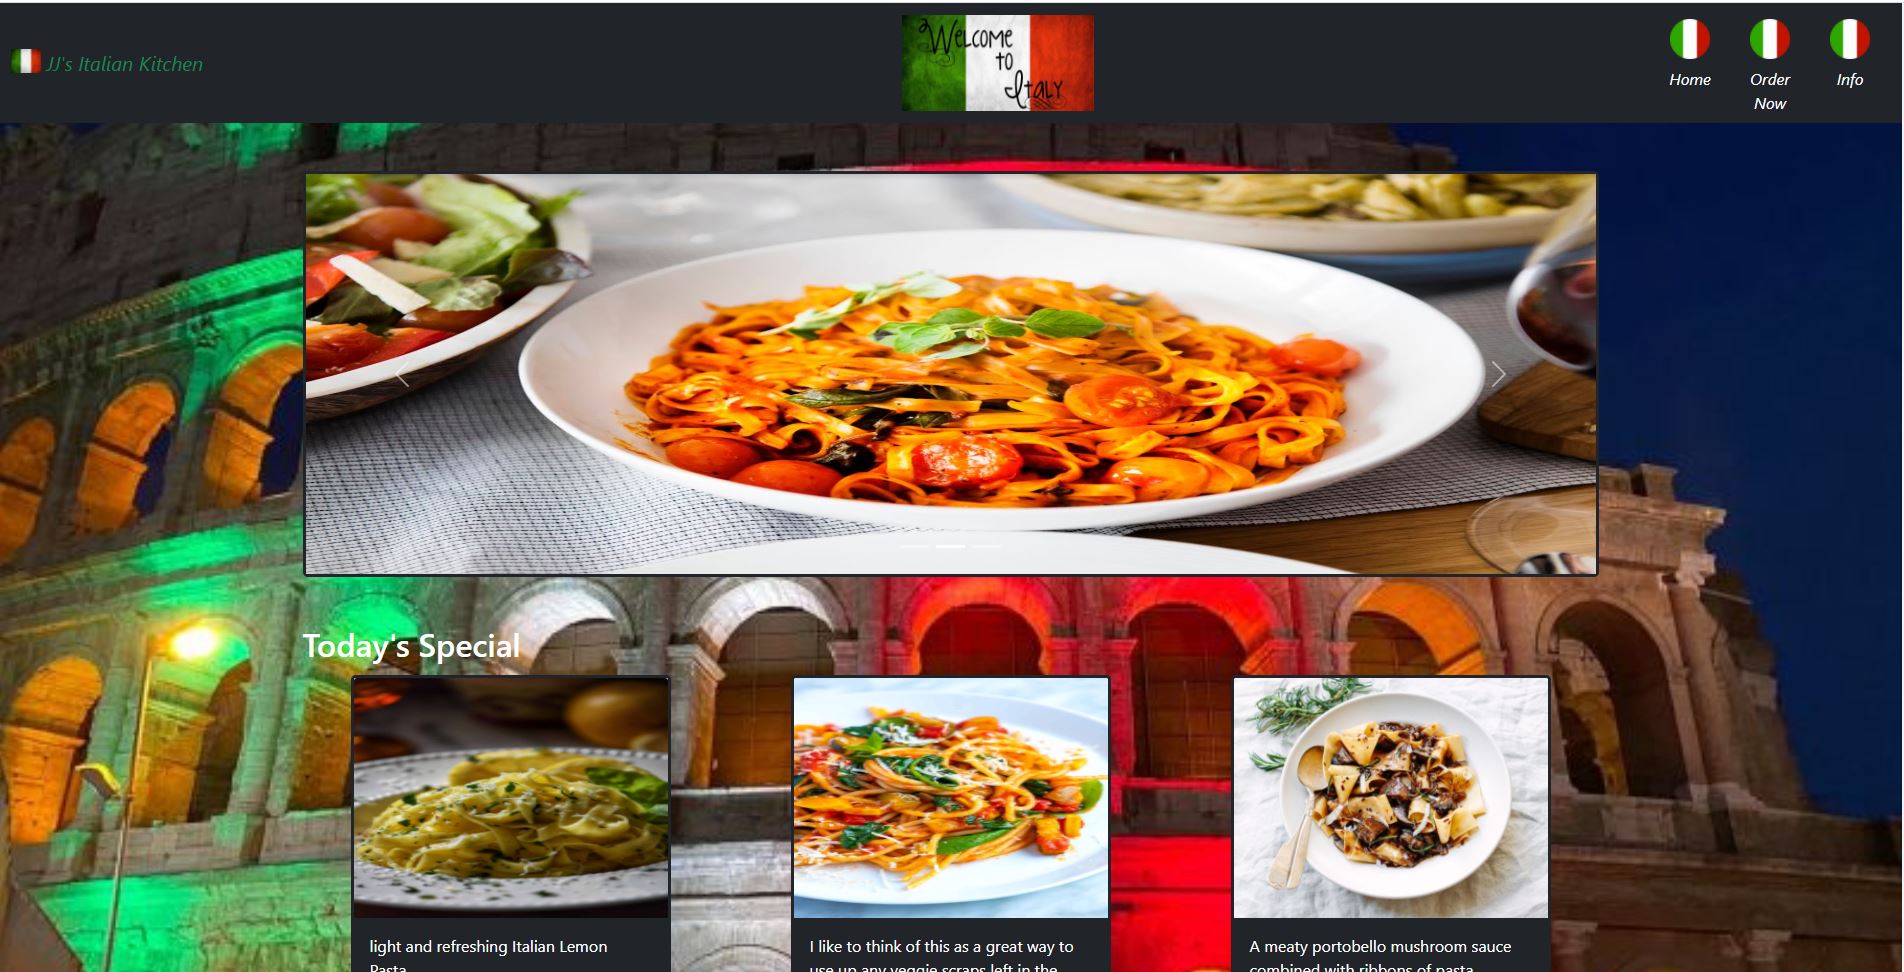 JJ's Italian Kitchen
Welcome
to
Italy
Home
Order
Now
Info
Today's Special
light and refreshing Italian Lemon
Pasta
I like to think of this as a great way to
use up any veggie scraps left in the
A meaty portobello mushroom sauce
combined with ribbons of pasta